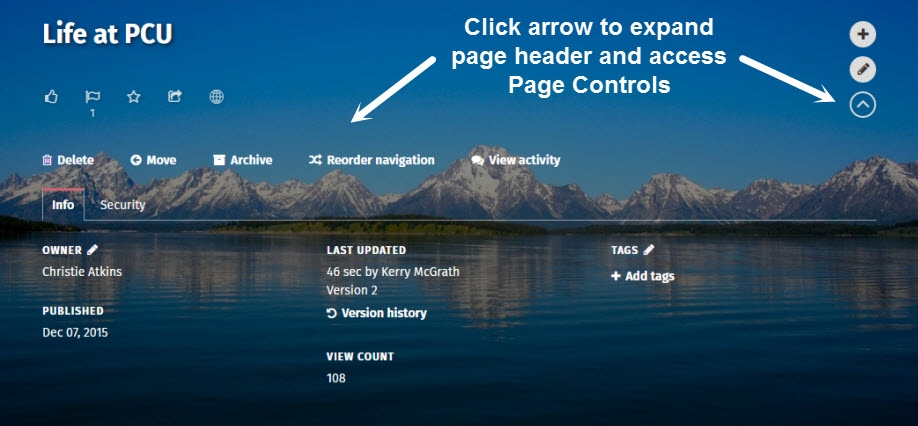 Life at PCU
Click arrow to expand
page header and access
Page Controls
1
Delete
Move
Archive
Reorder navigation
View activity
Info
Security
OWNER
Christie Atkins
PUBLISHED
Dec 07, 2015
LAST UPDATED
46 sec by Kerry McGrath
Version 2
Version history
VIEW COUNT
108
TAGS
+ Add tags